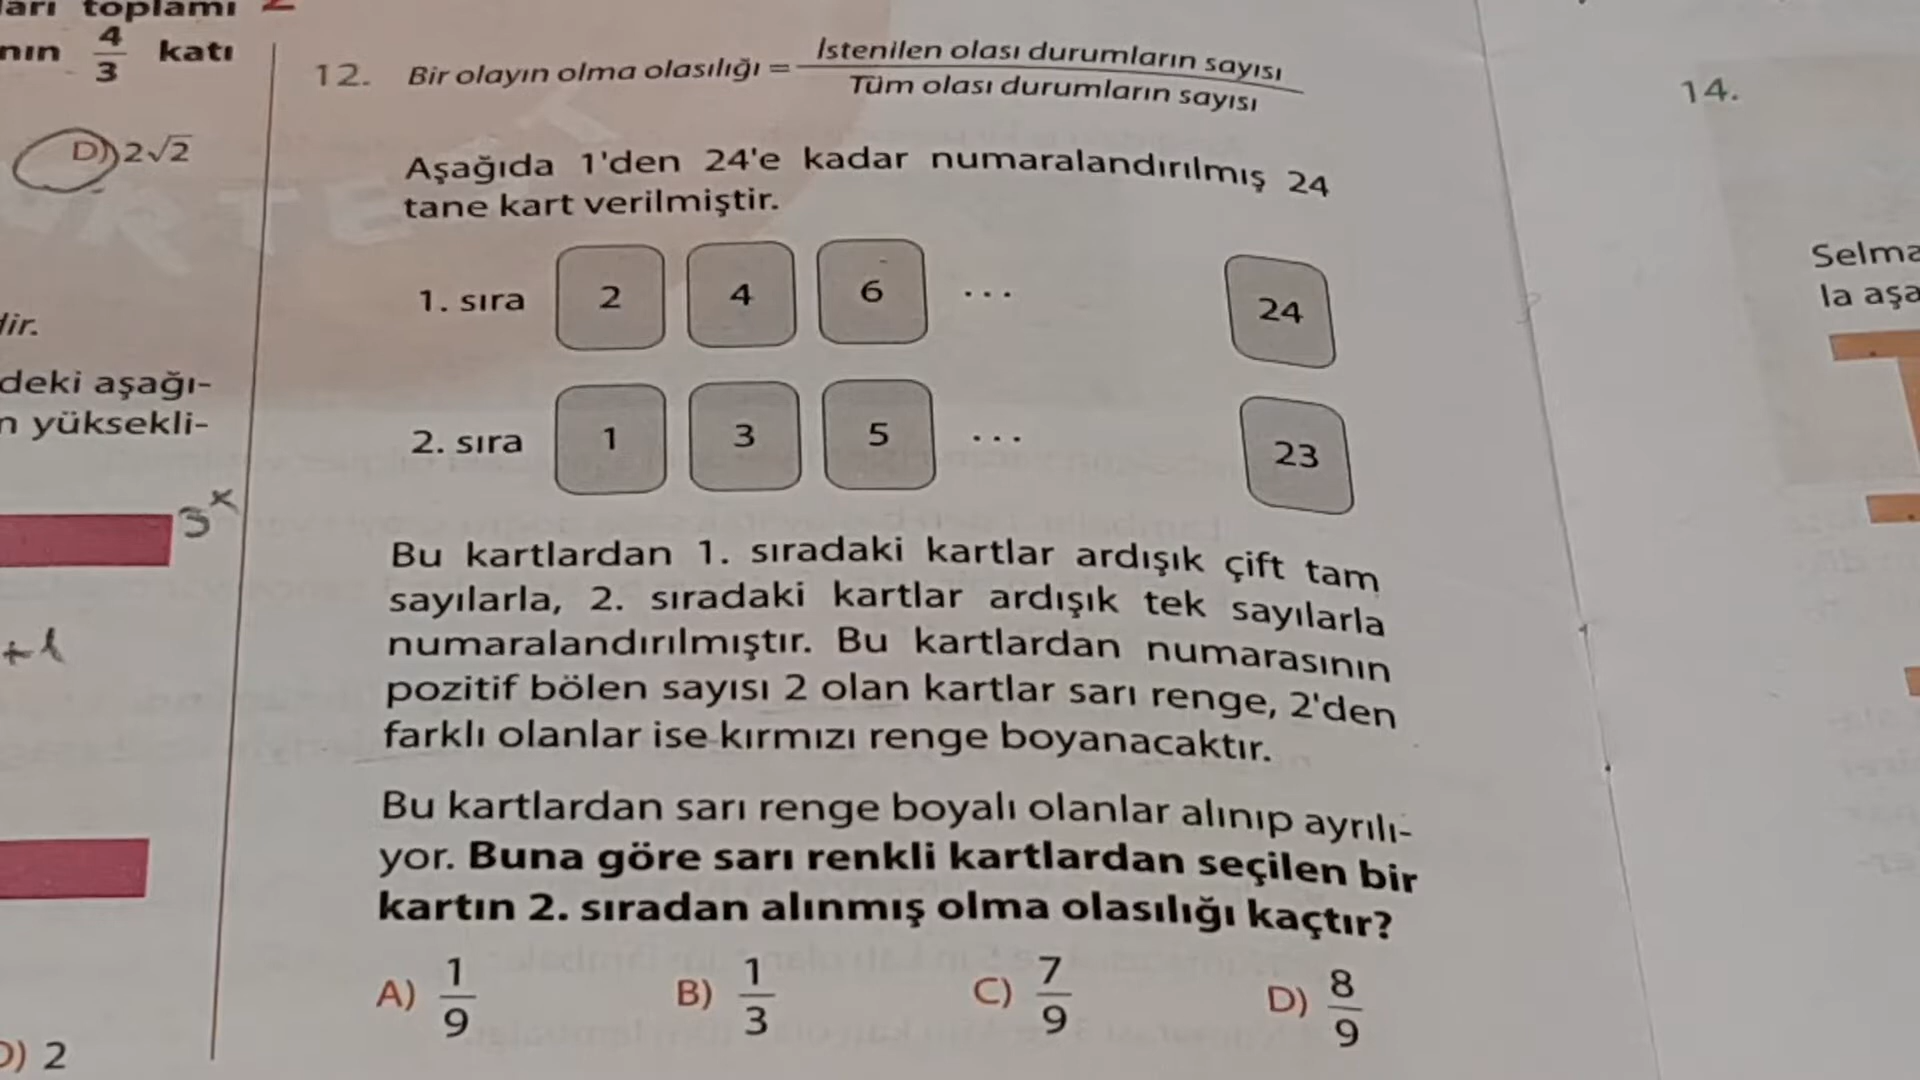 arı toplamı
nın 4/3 katı
D) 2√2
dir.
deki aşağı-
n yüksekli-
3^x
+1
D) 2
12. Bir olayın olma olasılığı = İstenilen olası durumların sayısı / Tüm olası durumların sayısı
Aşağıda 1'den 24'e kadar numaralandırılmış 24
tane kart verilmiştir.
1. sıra 2 4 6 ... 24
2. sıra 1 3 5 ... 23
Bu kartlardan 1. sıradaki kartlar ardışık çift tam
sayılarla, 2. sıradaki kartlar ardışık tek sayılarla
numaralandırılmıştır. Bu kartlardan numarasının
pozitif bölen sayısı 2 olan kartlar sarı renge, 2'den
farklı olanlar ise kırmızı renge boyanacaktır.
Bu kartlardan sarı renge boyalı olanlar alınıp ayrılı-
yor. Buna göre sarı renkli kartlardan seçilen bir
kartın 2. sıradan alınmış olma olasılığı kaçtır?
A) 1/9 B) 1/3 C) 7/9 D) 8/9
14.
Selma
la aşa